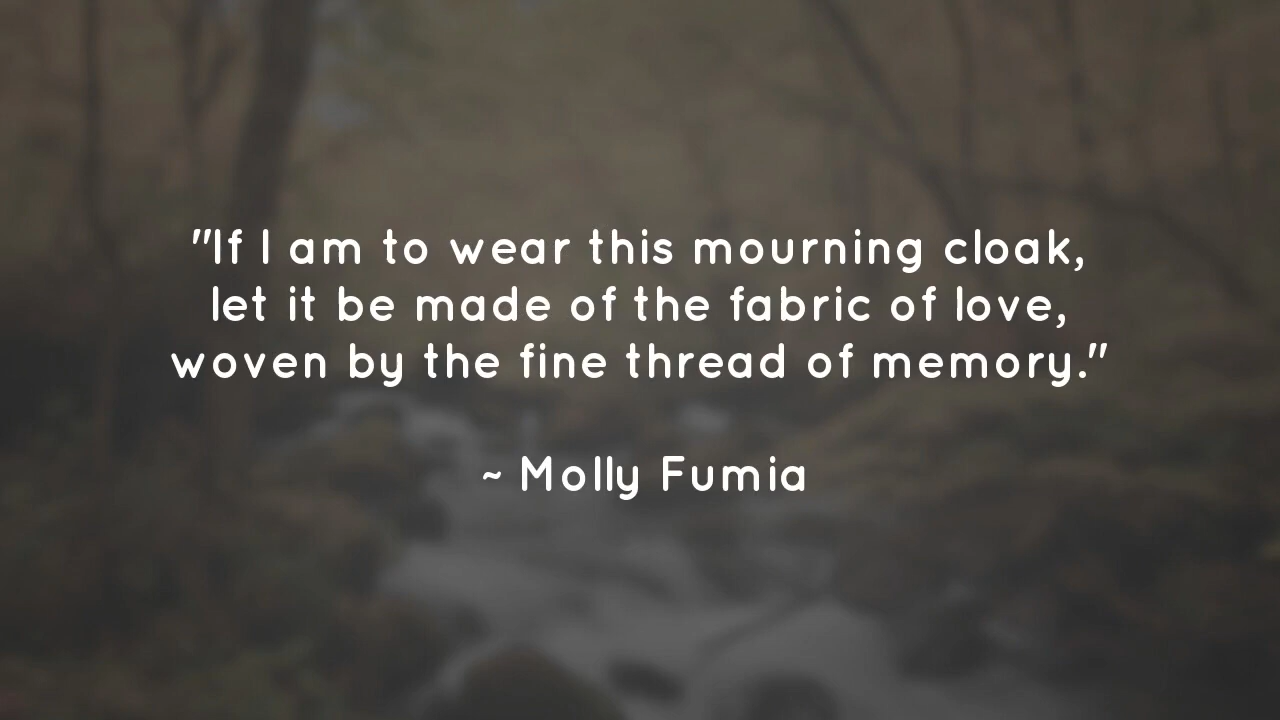 "If I am to wear this mourning cloak,
let it be made of the fabric of love,
woven by the fine thread of memory."
~ Molly Fumia